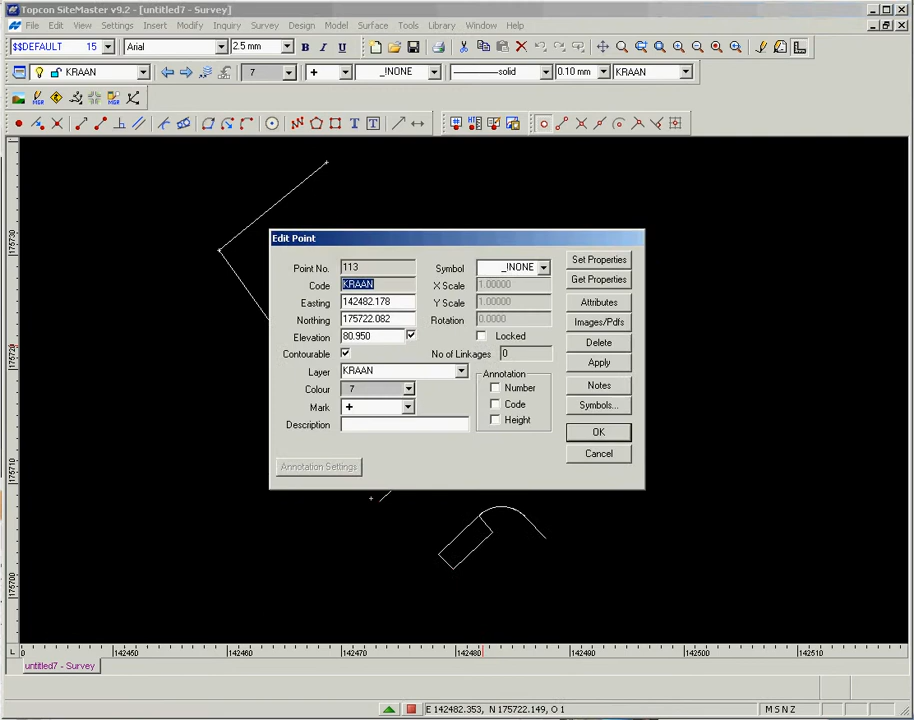 Topcon SiteMaster v9.2 - [untitled7 - Survey]
File Edit View Settings Insert Modify Inquiry Survey Design Model Surface Tools Library Window Help
$$DEFAULT 15 Arial 2.5 mm B I U
KRAAN 7 + _!NONE solid 0.10 mm KRAAN
Edit Point
Point No. 113
Code KRAAN
Easting 142482.178
Northing 175722.082
Elevation 80.950
Contourable
Layer KRAAN
Colour 7
Mark +
Description
Annotation Settings
Symbol _!NONE
X Scale 1.00000
Y Scale 1.00000
Rotation 0.0000
Locked
No of Linkages 0
Annotation
Number
Code
Height
Set Properties
Get Properties
Attributes
Images/Pdfs
Delete
Apply
Notes
Symbols...
OK
Cancel
175730
175710
175700
142450 142460 142470 142480 142490 142500 142510
untitled7 - Survey
E 142482.353, N 175722.149, O 1 M S N Z